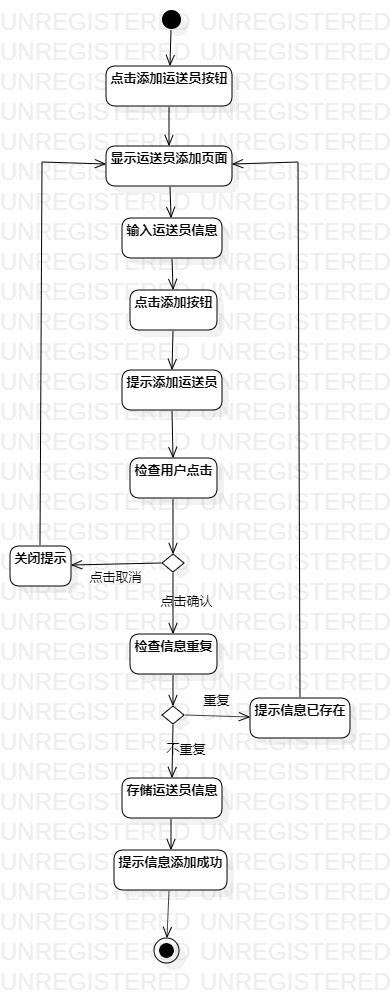 点击添加运送员按钮
显示运送员添加页面
输入运送员信息
点击添加按钮
提示添加运送员
检查用户点击
关闭提示
点击取消
点击确认
检查信息重复
重复
提示信息已存在
不重复
存储运送员信息
提示信息添加成功
UNREGISTERED